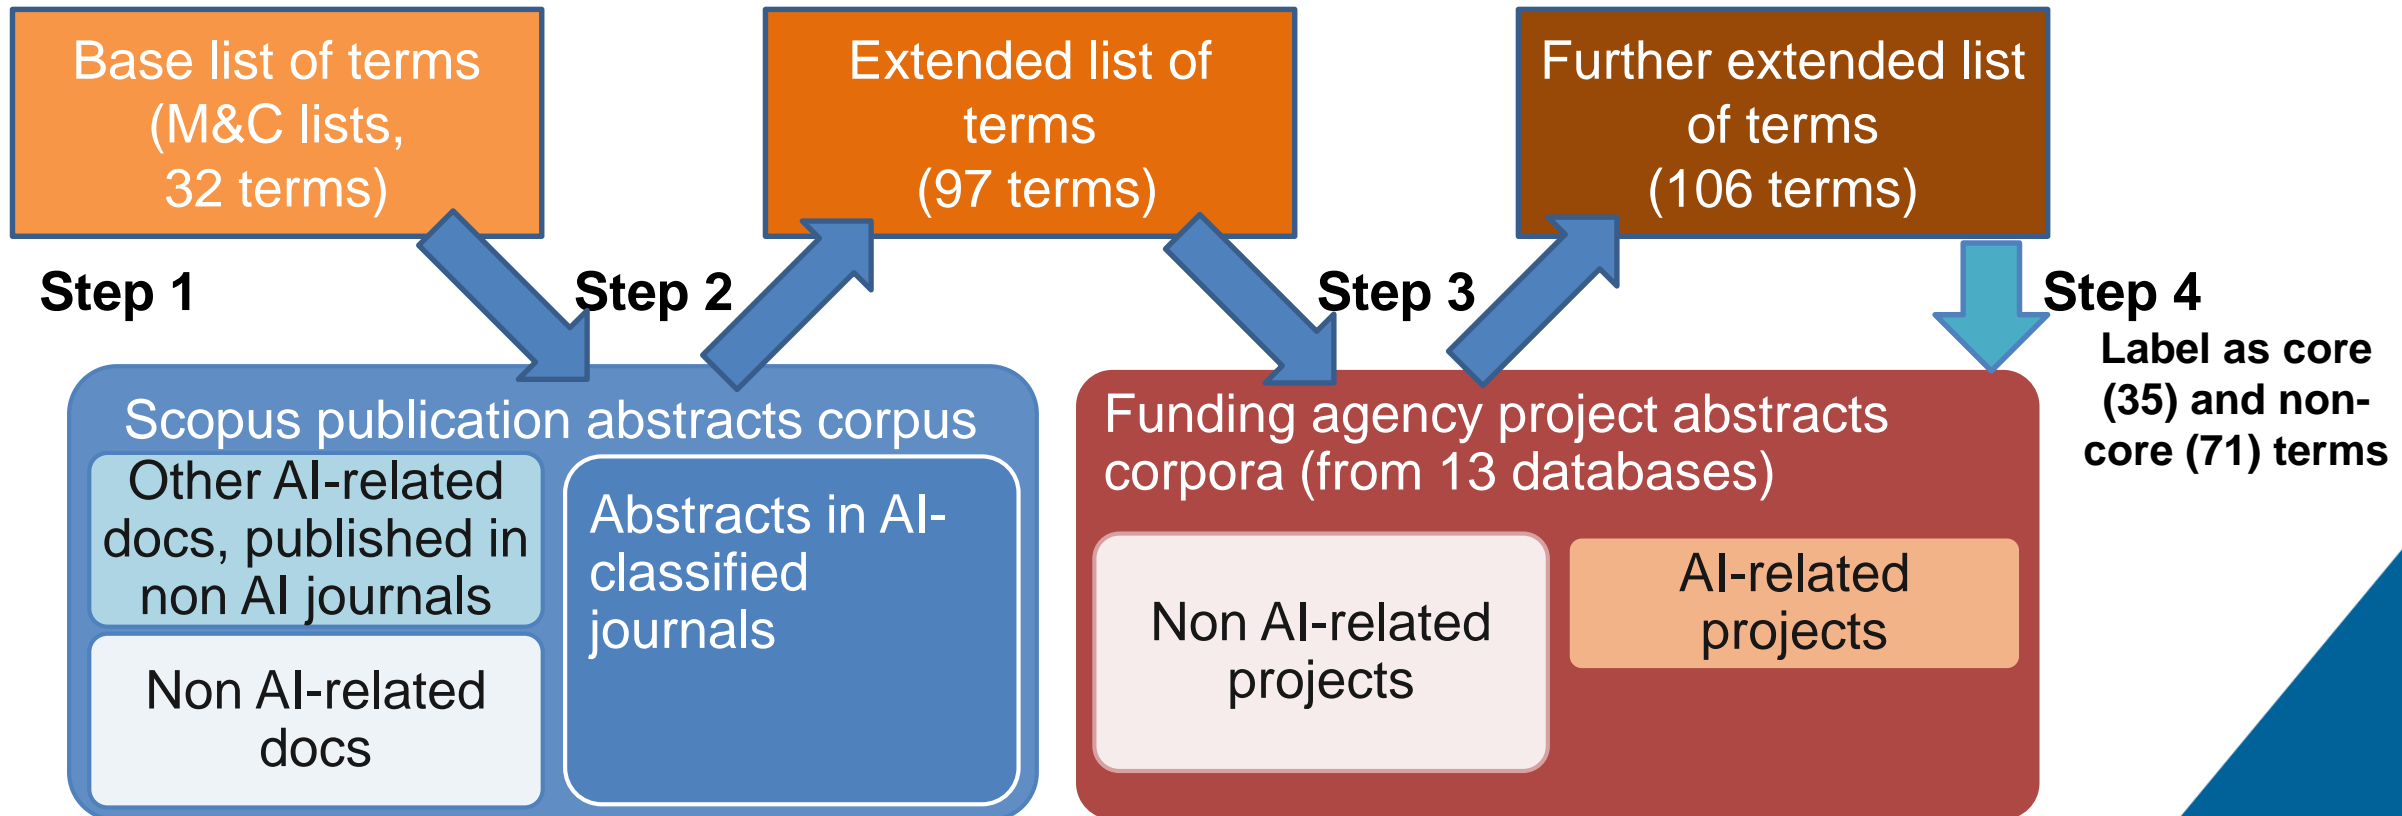 Base list of terms
(M&C lists,
32 terms)
Extended list of
terms
(97 terms)
Further extended list
of terms
(106 terms)
Step 1
Step 2
Step 3
Step 4
Label as core
(35) and non-
core (71) terms
Scopus publication abstracts corpus
Other AI-related
docs, published in
non AI journals
Non AI-related
docs
Abstracts in AI-
classified
journals
Funding agency project abstracts
corpora (from 13 databases)
Non AI-related
projects
AI-related
projects